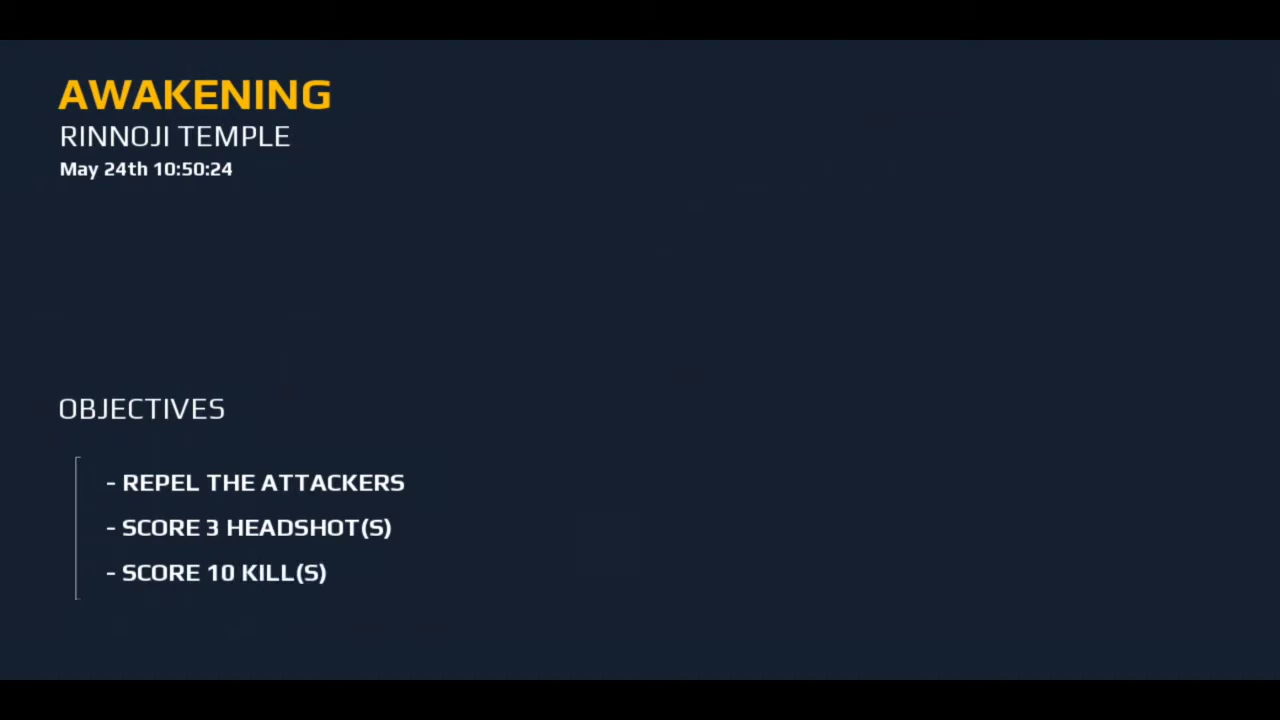 AWAKENING
RINNOJI TEMPLE
May 24th 10:50:24
OBJECTIVES
- REPEL THE ATTACKERS
- SCORE 3 HEADSHOT(S)
- SCORE 10 KILL(S)